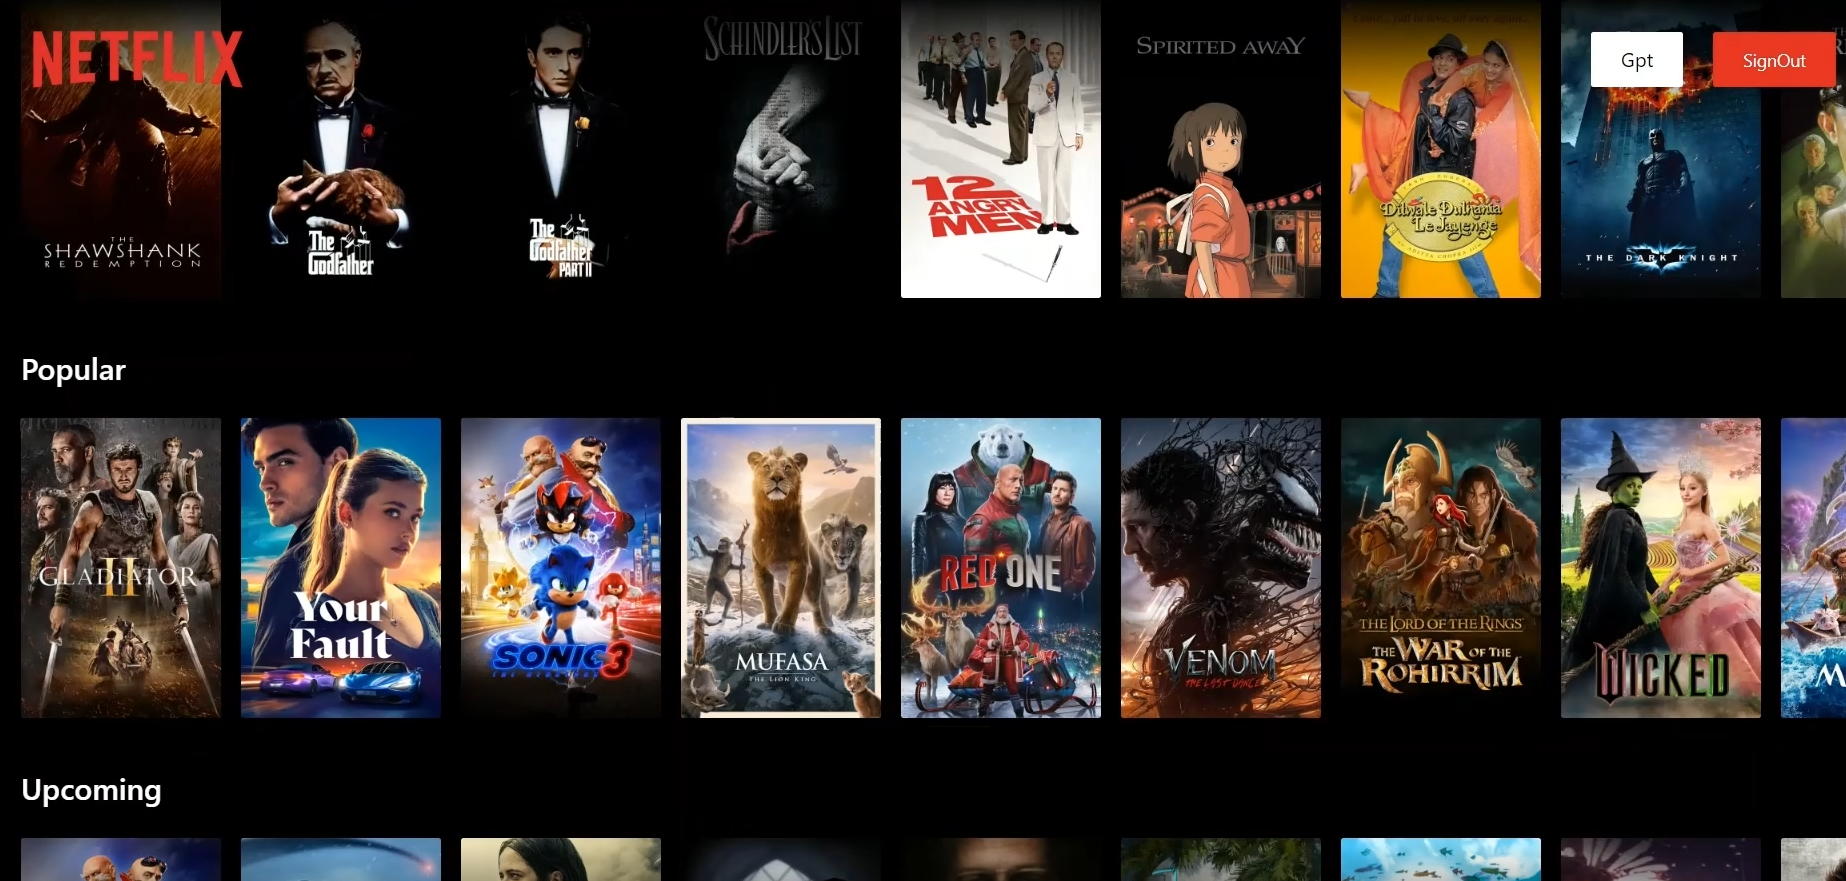 NETFLIX
Gpt
SignOut
THE
SHAWSHANK
REDEMPTION
The
Godfather
The
Godfather
PART II
SCHINDLER'S LIST
12
ANGRY
MEN
SPIRITED AWAY
Dilwale Dulhania
Le Jayenge
THE DARK KNIGHT
Popular
GLADIATOR
II
Your
Fault
SONIC 3
MUFASA
THE LION KING
RED ONE
VENOM
THE LAST DANCE
THE LORD OF THE RINGS
THE WAR OF THE
ROHIRRIM
WICKED
M
Upcoming